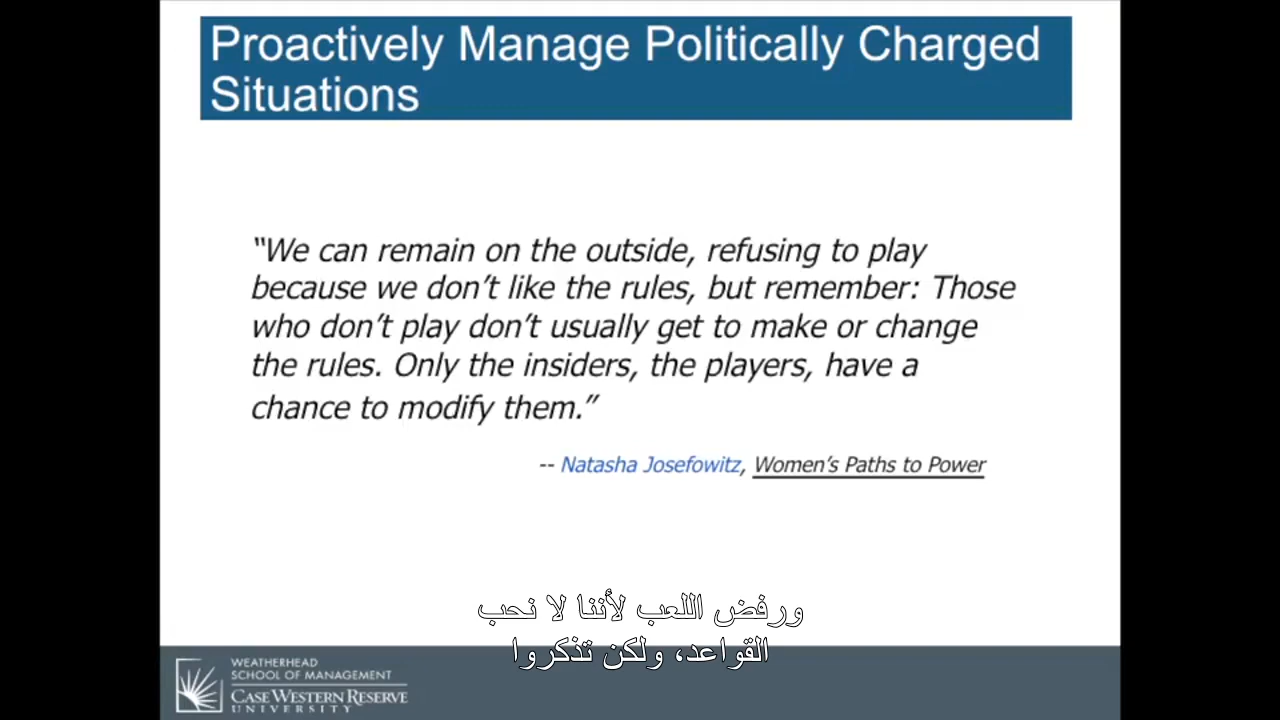 Proactively Manage Politically Charged
Situations
“We can remain on the outside, refusing to play
because we don’t like the rules, but remember: Those
who don’t play don’t usually get to make or change
the rules. Only the insiders, the players, have a
chance to modify them.”
-- Natasha Josefowitz, Women’s Paths to Power
ورفض اللعب لأننا لا نحب
القواعد، ولكن تذكروا
WEATHERHEAD
SCHOOL OF MANAGEMENT
CASE WESTERN RESERVE
UNIVERSITY